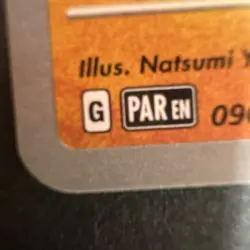 Illus. Natsumi
G PAR EN 09